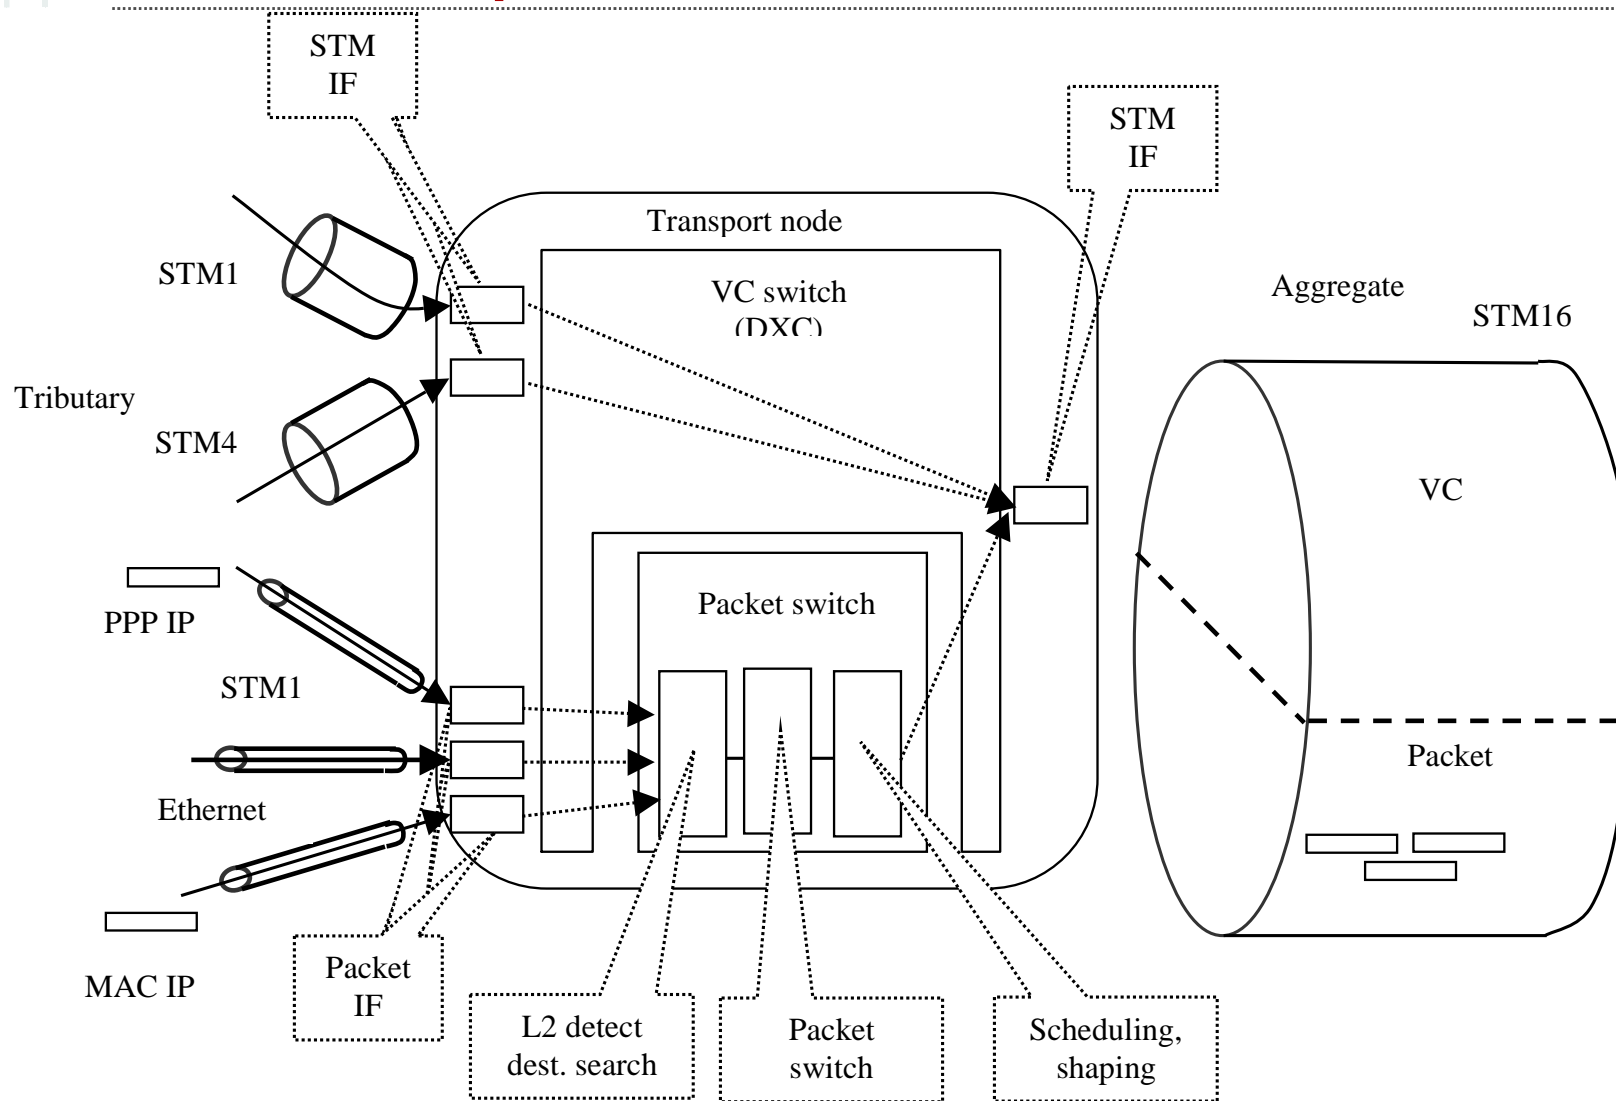 STM
IF
STM
IF
Transport node
STM1
VC switch
(DXC)
Aggregate
STM16
Tributary
STM4
VC
PPP IP
Packet switch
STM1
Packet
Ethernet
MAC IP
Packet
IF
L2 detect
dest. search
Packet
switch
Scheduling,
shaping